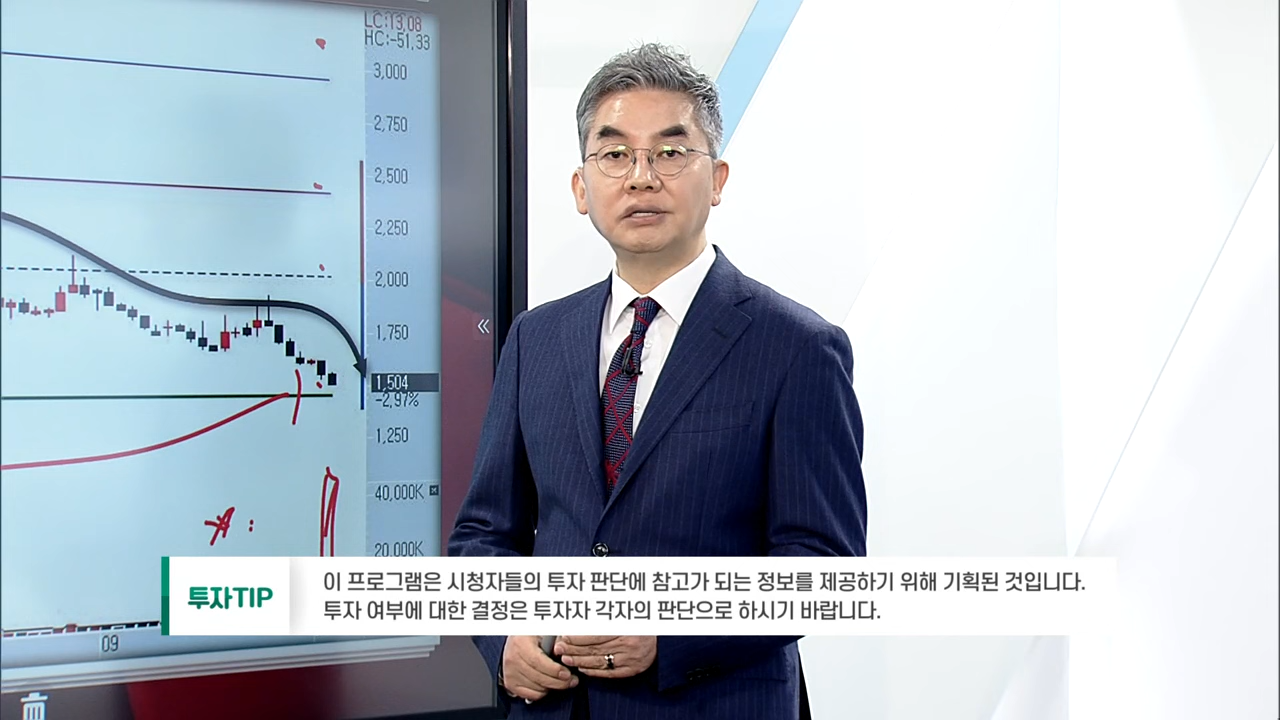 LC:13.08
HC:-51.33
3,000
2,750
2,500
2,250
2,000
1,750
1,504
-2.97%
1,250
40,000K
20,000K
09
투자TIP
이 프로그램은 시청자들의 투자 판단에 참고가 되는 정보를 제공하기 위해 기획된 것입니다.
투자 여부에 대한 결정은 투자자 각자의 판단으로 하시기 바랍니다.